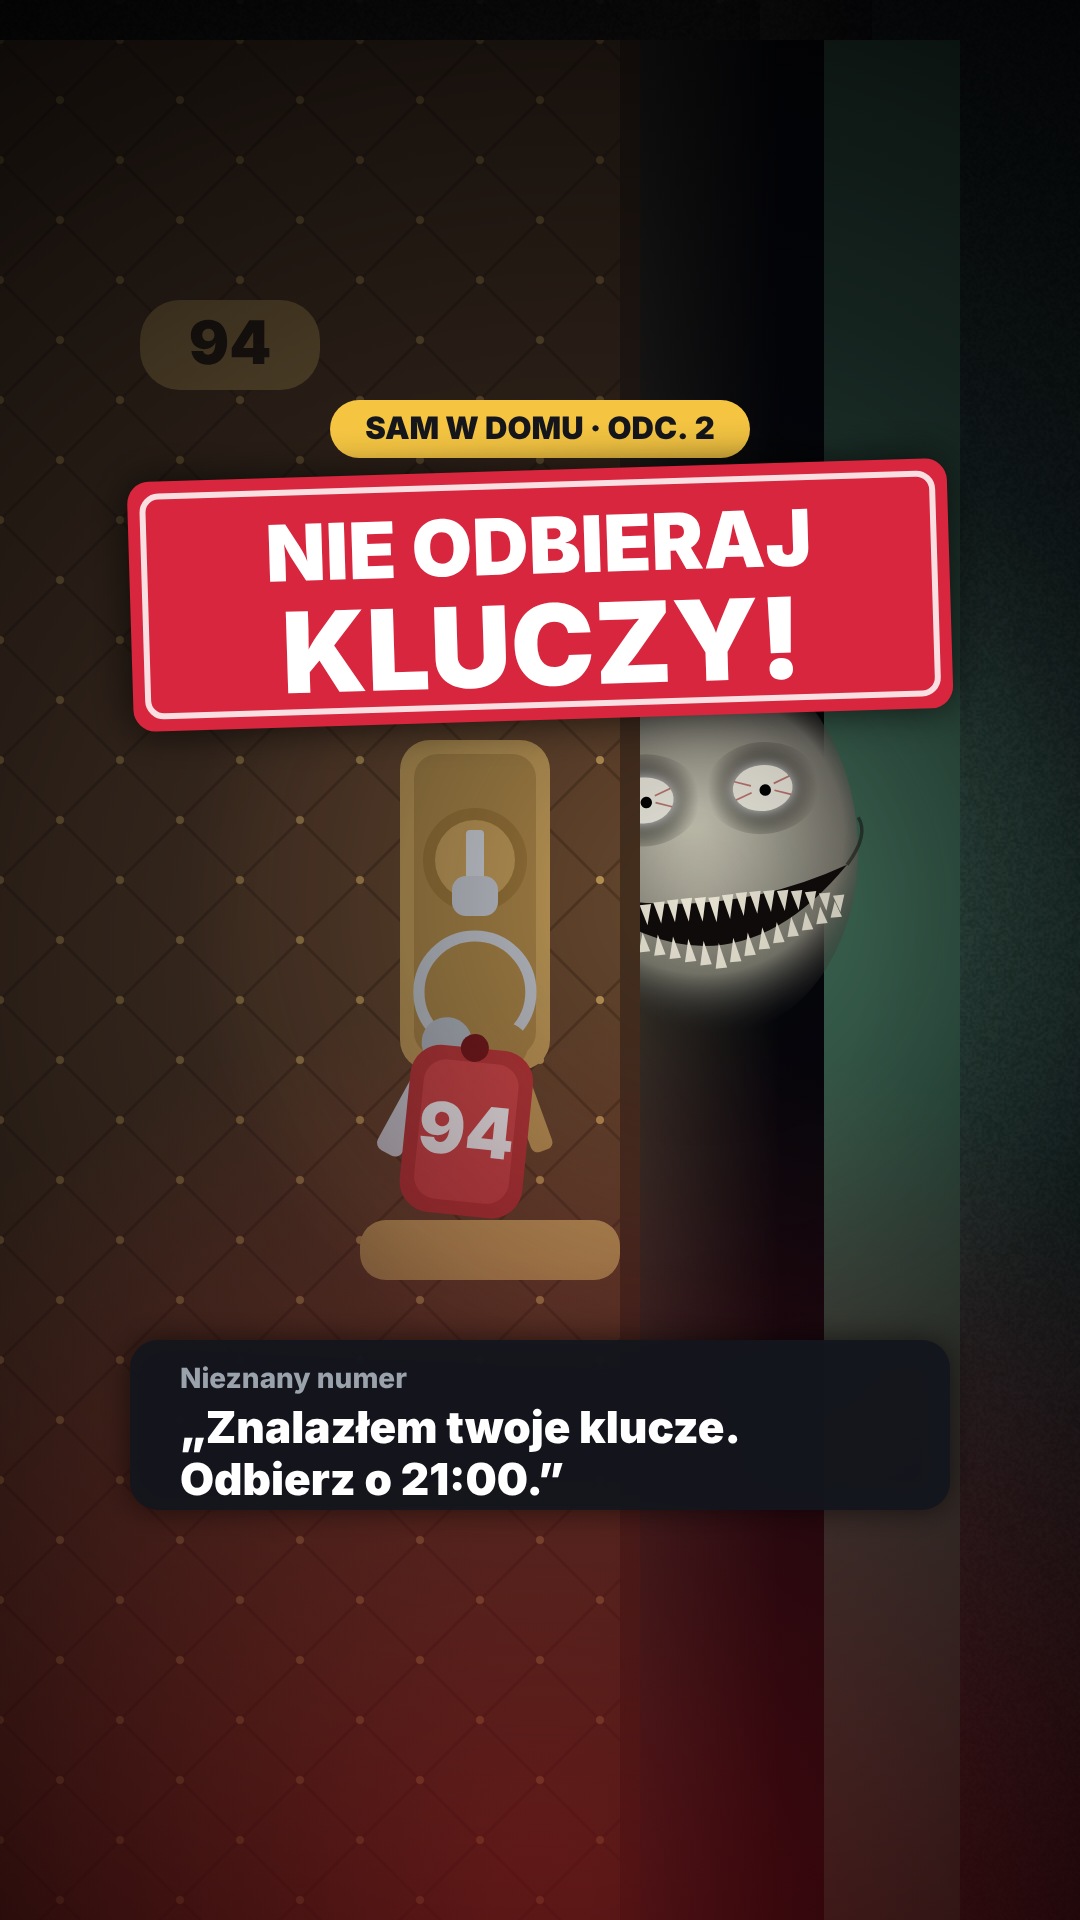 94
SAM W DOMU · ODC. 2
NIE ODBIERAJ
KLUCZY!
94
Nieznany numer
„Znalazłem twoje klucze.
Odbierz o 21:00.”